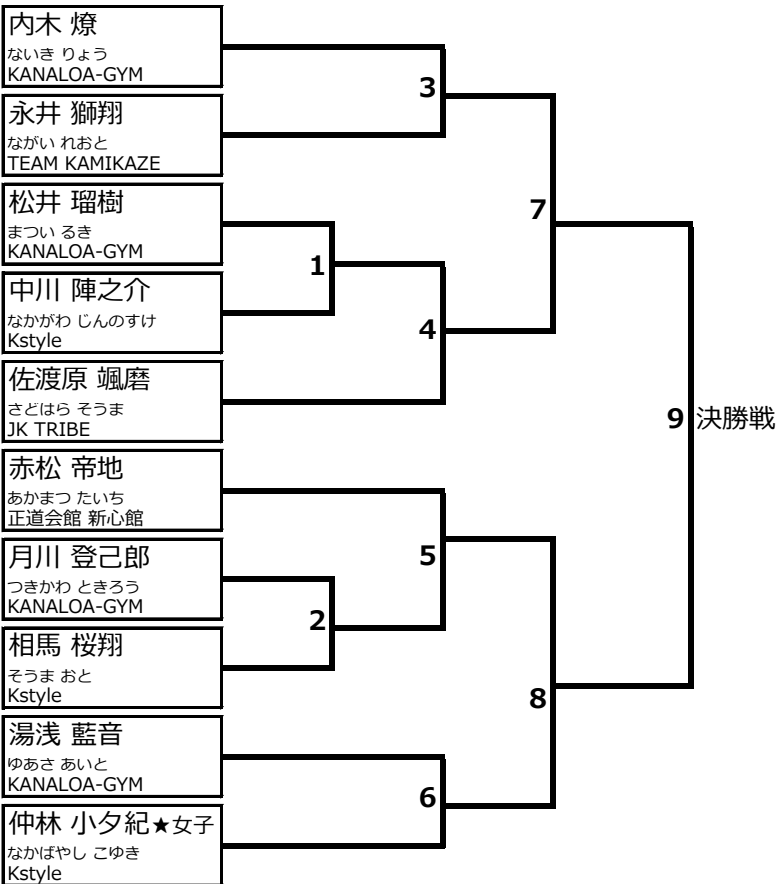 内木 燎
ないき りょう
KANALOA-GYM
3
永井 獅翔
ながい れおと
TEAM KAMIKAZE
松井 瑠樹
まつい るき
KANALOA-GYM
7
1
中川 陣之介
なかがわ じんのすけ
Kstyle
4
佐渡原 颯磨
さどはら そうま
JK TRIBE
9 決勝戦
赤松 帝地
あかまつ たいち
正道会館 新心館
5
月川 登己郎
つきかわ ときろう
KANALOA-GYM
2
相馬 桜翔
そうま おと
Kstyle
8
湯浅 藍音
ゆあさ あいと
KANALOA-GYM
6
仲林 小夕紀★女子
なかばやし こゆき
Kstyle